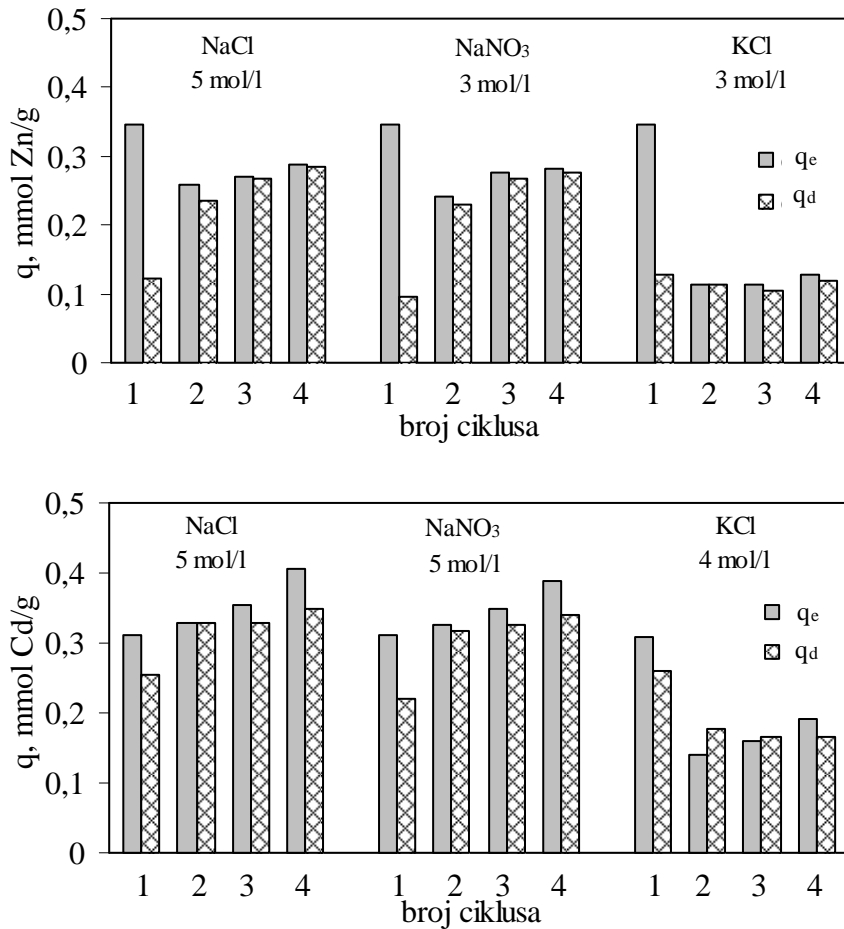 0,5
0,4
0,3
0,2
0,1
0
q, mmol Zn/g
NaCl
5 mol/l
NaNO3
3 mol/l
KCl
3 mol/l
qe
qd
1 2 3 4 1 2 3 4 1 2 3 4
broj ciklusa
0,5
0,4
0,3
0,2
0,1
0
q, mmol Cd/g
NaCl
5 mol/l
NaNO3
5 mol/l
KCl
4 mol/l
qe
qd
1 2 3 4 1 2 3 4 1 2 3 4
broj ciklusa